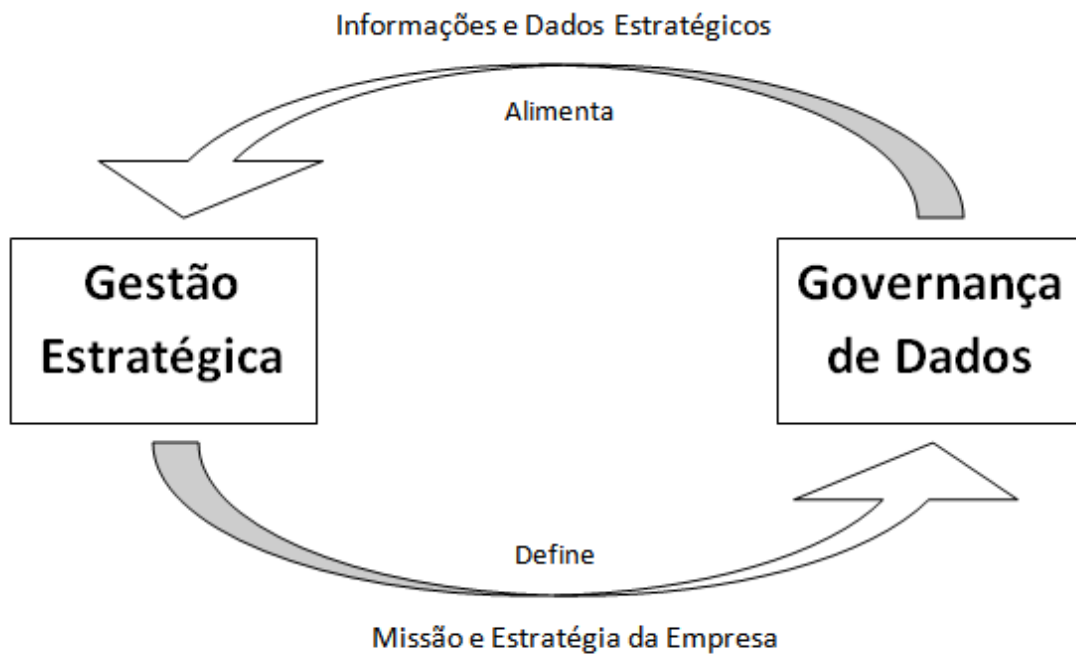 Informações e Dados Estratégicos
Alimenta
Gestão
Estratégica
Governança
de Dados
Define
Missão e Estratégia da Empresa